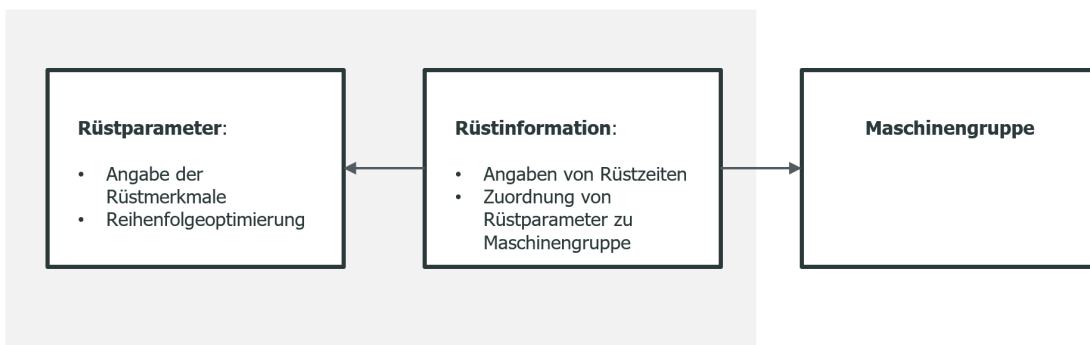 Rüstparameter:
• Angabe der
Rüstmerkmale
• Reihenfolgeoptimierung
Rüstinformation:
• Angaben von Rüstzeiten
• Zuordnung von
Rüstparameter zu
Maschinengruppe
Maschinengruppe